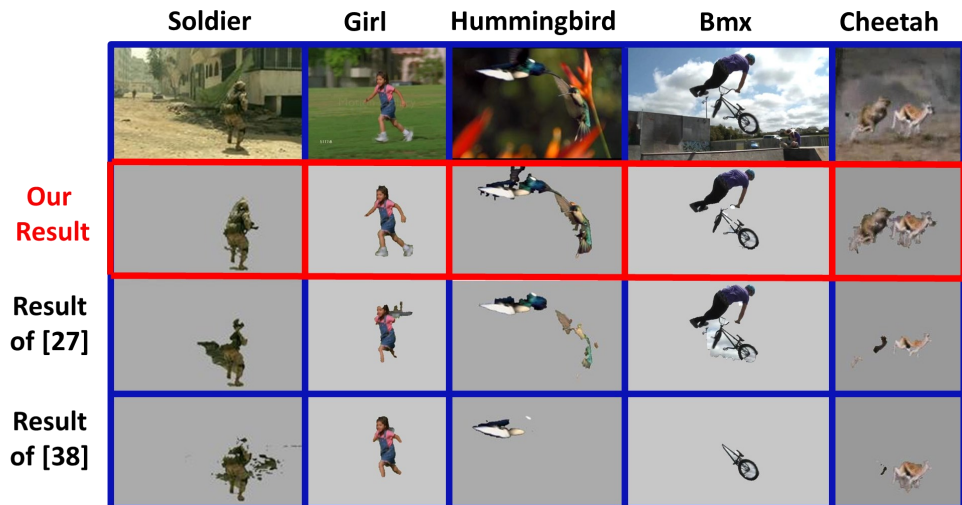 Soldier Girl Hummingbird Bmx Cheetah
Our
Result
Result
of [27]
Result
of [38]